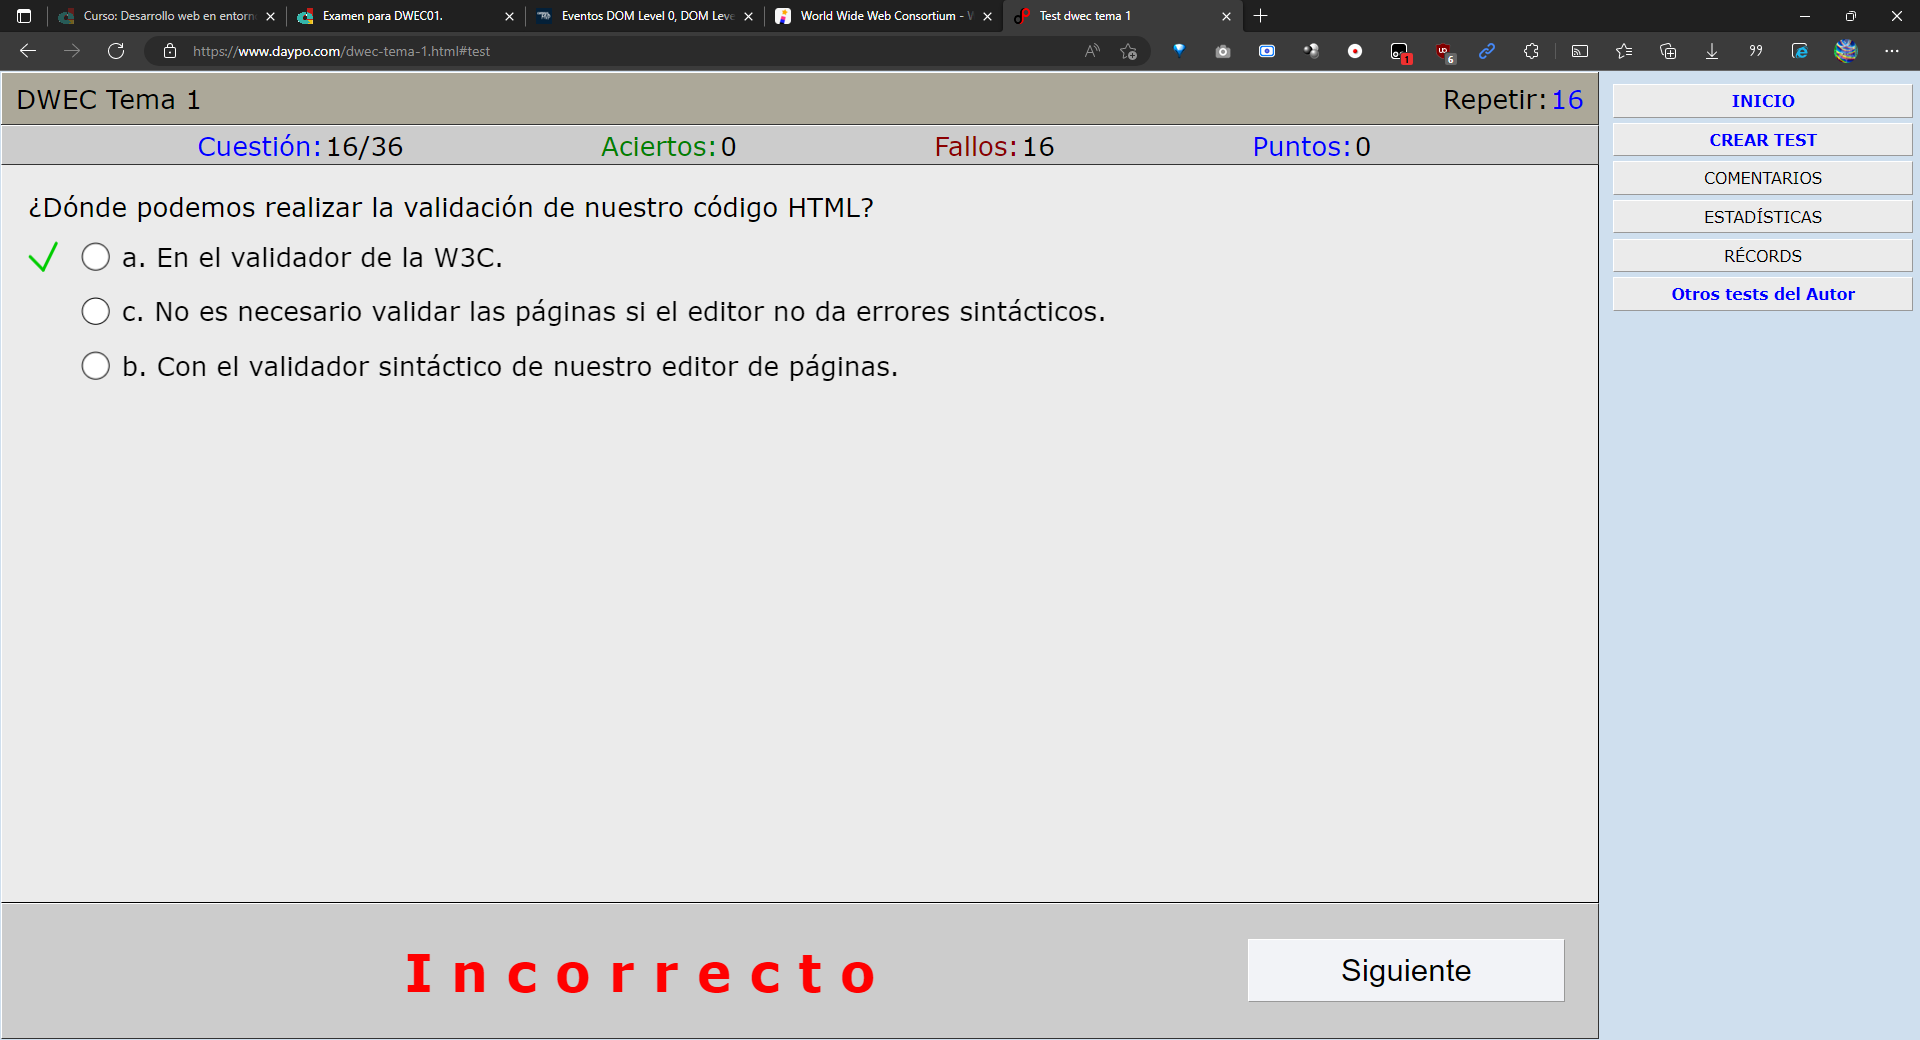 Curso: Desarrollo web en entorn
Examen para DWEC01.
Eventos DOM Level 0, DOM Leve
World Wide Web Consortium - W
Test dwec tema 1
https://www.daypo.com/dwec-tema-1.html#test
1
6
DWEC Tema 1
Repetir: 16
Cuestión: 16/36
Aciertos: 0
Fallos: 16
Puntos: 0
¿Dónde podemos realizar la validación de nuestro código HTML?
a. En el validador de la W3C.
c. No es necesario validar las páginas si el editor no da errores sintácticos.
b. Con el validador sintáctico de nuestro editor de páginas.
Incorrecto
Siguiente
INICIO
CREAR TEST
COMENTARIOS
ESTADÍSTICAS
RÉCORDS
Otros tests del Autor